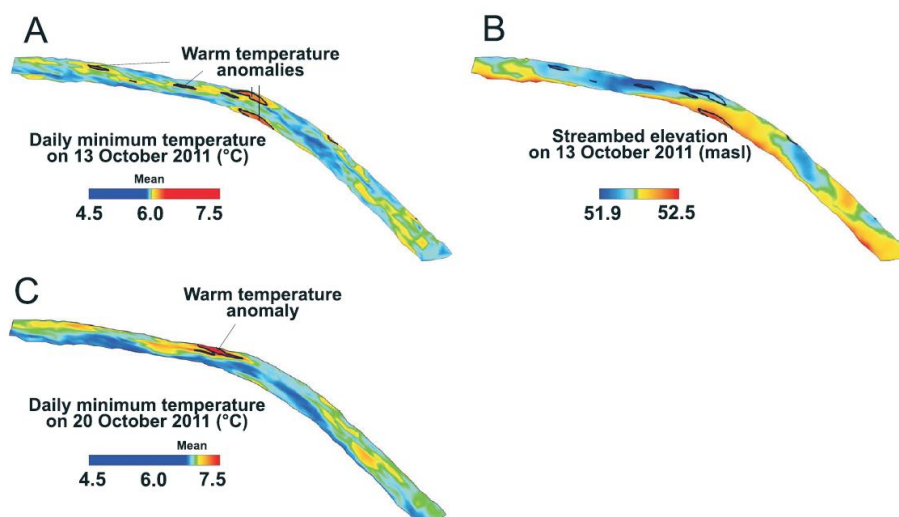 A
Warm temperature
anomalies
Daily minimum temperature
on 13 October 2011 (°C)
Mean
4.5 6.0 7.5
B
Streambed elevation
on 13 October 2011 (masl)
51.9 52.5
C
Warm temperature
anomaly
Daily minimum temperature
on 20 October 2011 (°C)
Mean
4.5 6.0 7.5